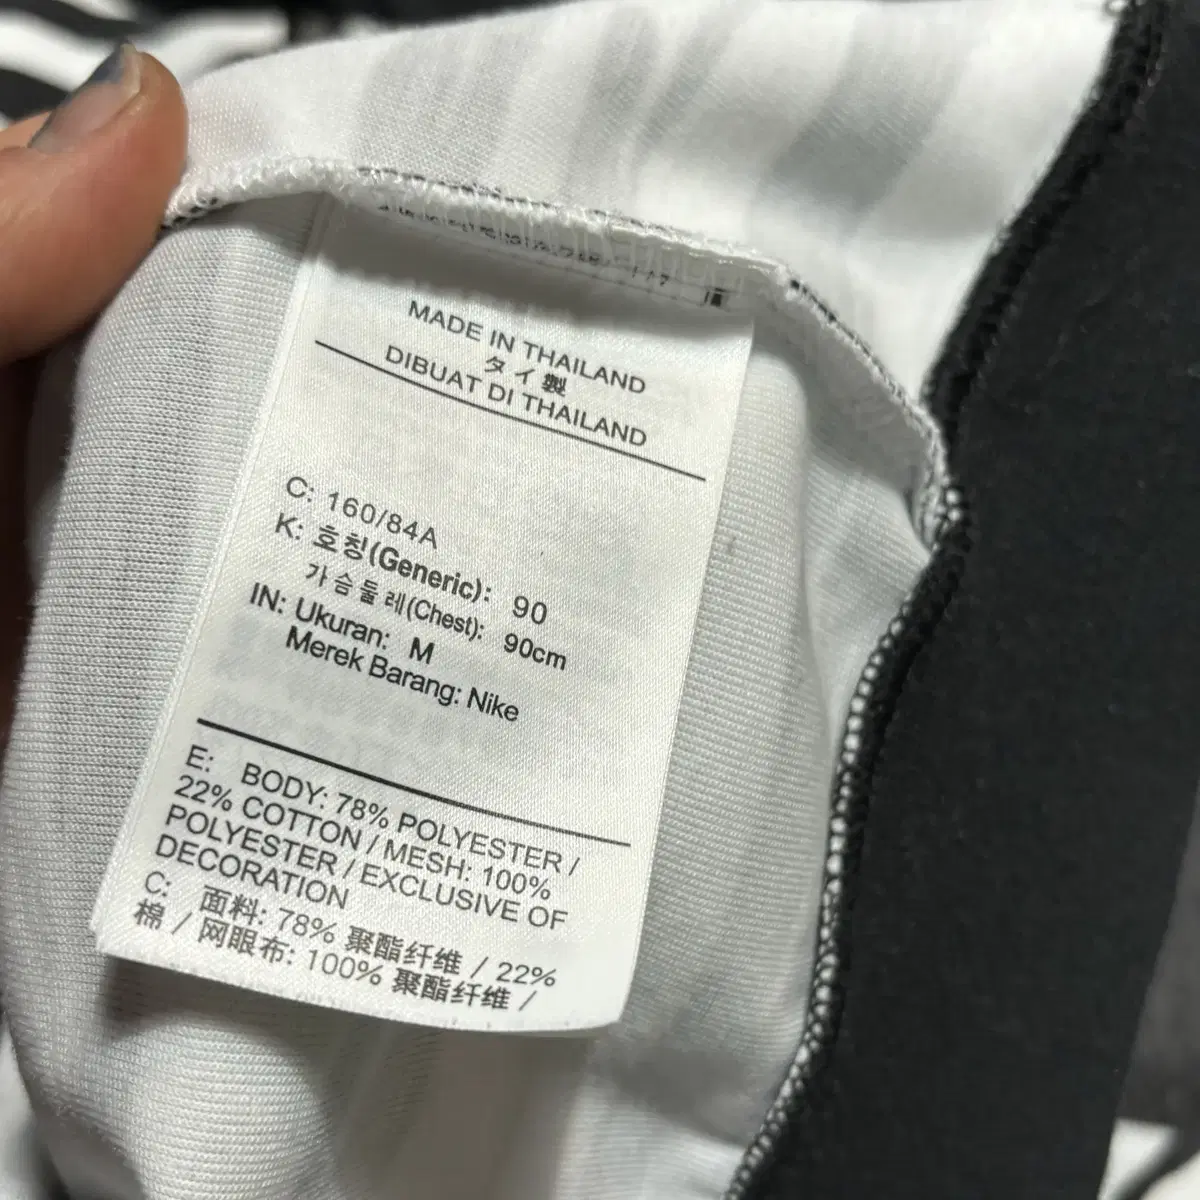 MADE IN THAILAND
タイ製
DIBUAT DI THAILAND
C: 160/84A
K: 호칭(Generic): 90
가슴둘레(Chest): 90cm
IN: Ukuran: M
Merek Barang: Nike
E: BODY: 78% POLYESTER /
22% COTTON / MESH: 100%
POLYESTER / EXCLUSIVE OF
DECORATION
C: 面料: 78% 聚酯纤维 / 22%
棉 / 网眼布: 100% 聚酯纤维 /